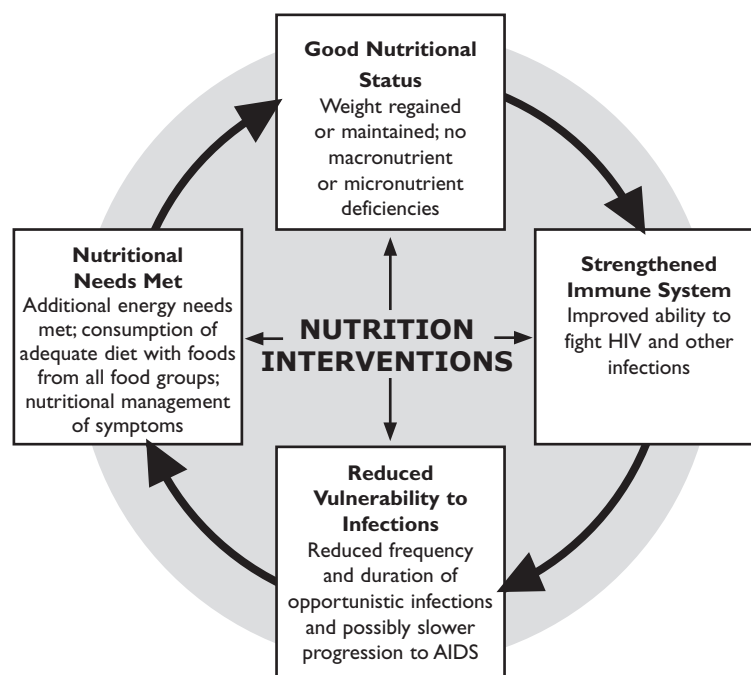 Good Nutritional
Status
Weight regained
or maintained; no
macronutrient
or micronutrient
deficiencies
Nutritional
Needs Met
Additional energy needs
met; consumption of
adequate diet with foods
from all food groups;
nutritional management
of symptoms
NUTRITION
INTERVENTIONS
Strengthened
Immune System
Improved ability to
fight HIV and other
infections
Reduced
Vulnerability to
Infections
Reduced frequency
and duration of
opportunistic infections
and possibly slower
progression to AIDS